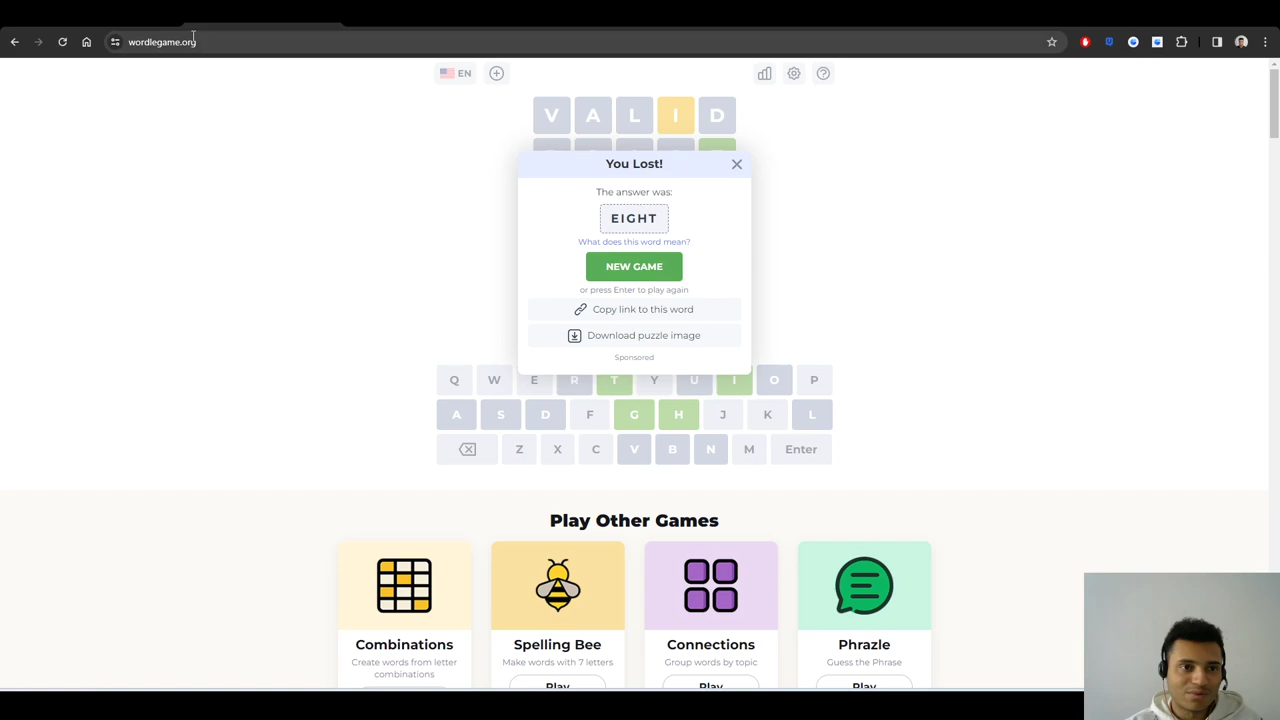 wordlegame.org
EN
V A L I D
You Lost!
The answer was:
EIGHT
What does this word mean?
NEW GAME
or press Enter to play again
Copy link to this word
Download puzzle image
Sponsored
Q W E R T Y U I O P
A S D F G H J K L
Z X C V B N M Enter
Play Other Games
Combinations
Create words from letter
combinations
Spelling Bee
Make words with 7 letters
Play
Connections
Group words by topic
Play
Phrazle
Guess the Phrase
Play